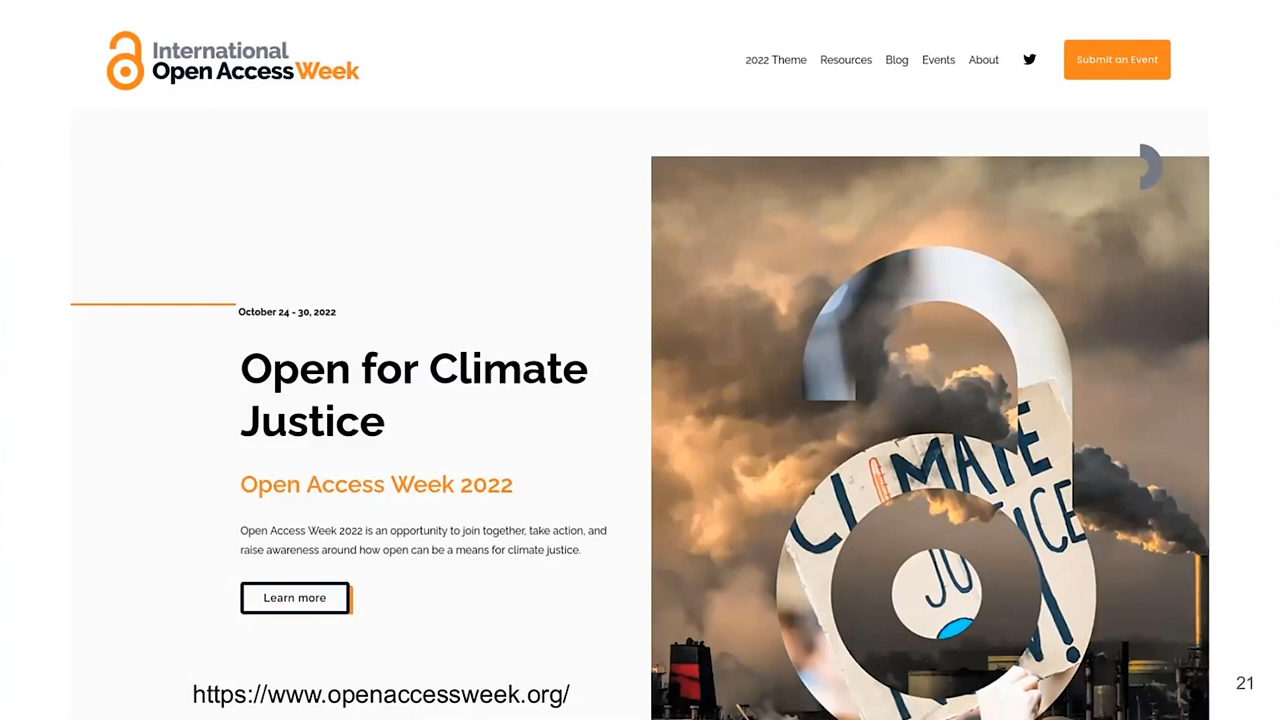 International
Open Access Week
2022 Theme Resources Blog Events About
Submit an Event
October 24 - 30, 2022
Open for Climate
Justice
Open Access Week 2022
Open Access Week 2022 is an opportunity to join together, take action, and
raise awareness around how open can be a means for climate justice.
Learn more
CLIMATE
https://www.openaccessweek.org/
21